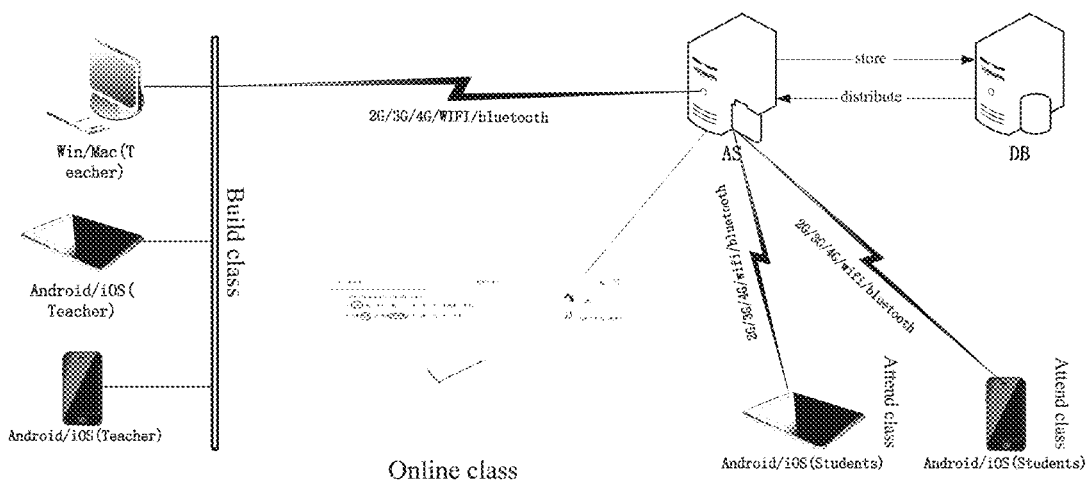 store
distribute
AS
DB
2G/3G/4G/WIFI/bluetooth
Win/Mac(T
eacher)
Build class
Android/iOS(
Teacher)
Android/iOS(Teacher)
2G/3G/4G/wifi/bluetooth
2G/3G/4G/wifi/bluetooth
Attend class
Attend class
Android/iOS(Students)
Android/iOS(Students)
Online class